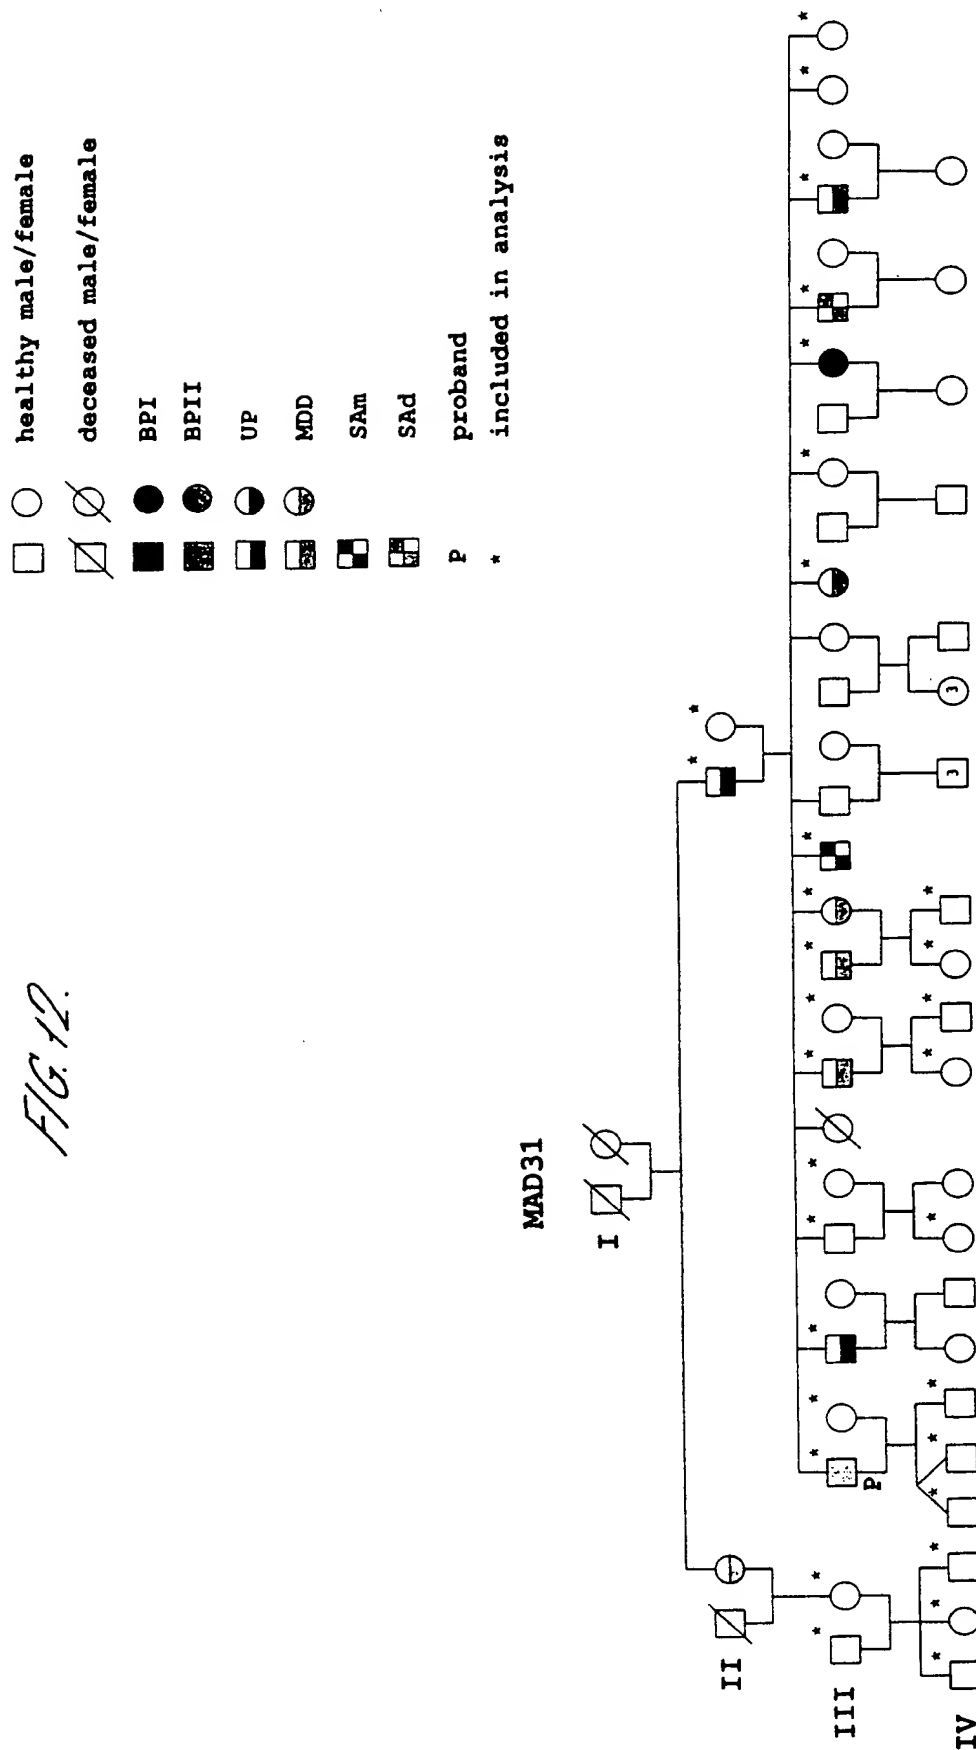 FIG. 12.
MAD31
healthy male/female
deceased male/female
BPI
BPII
UP
MDD
SAm
SAd
P proband
* included in analysis
I
II
III
IV
P
3
3
* * * * * * * * * * * * * * * * * * * * * * * * * * * * * * *